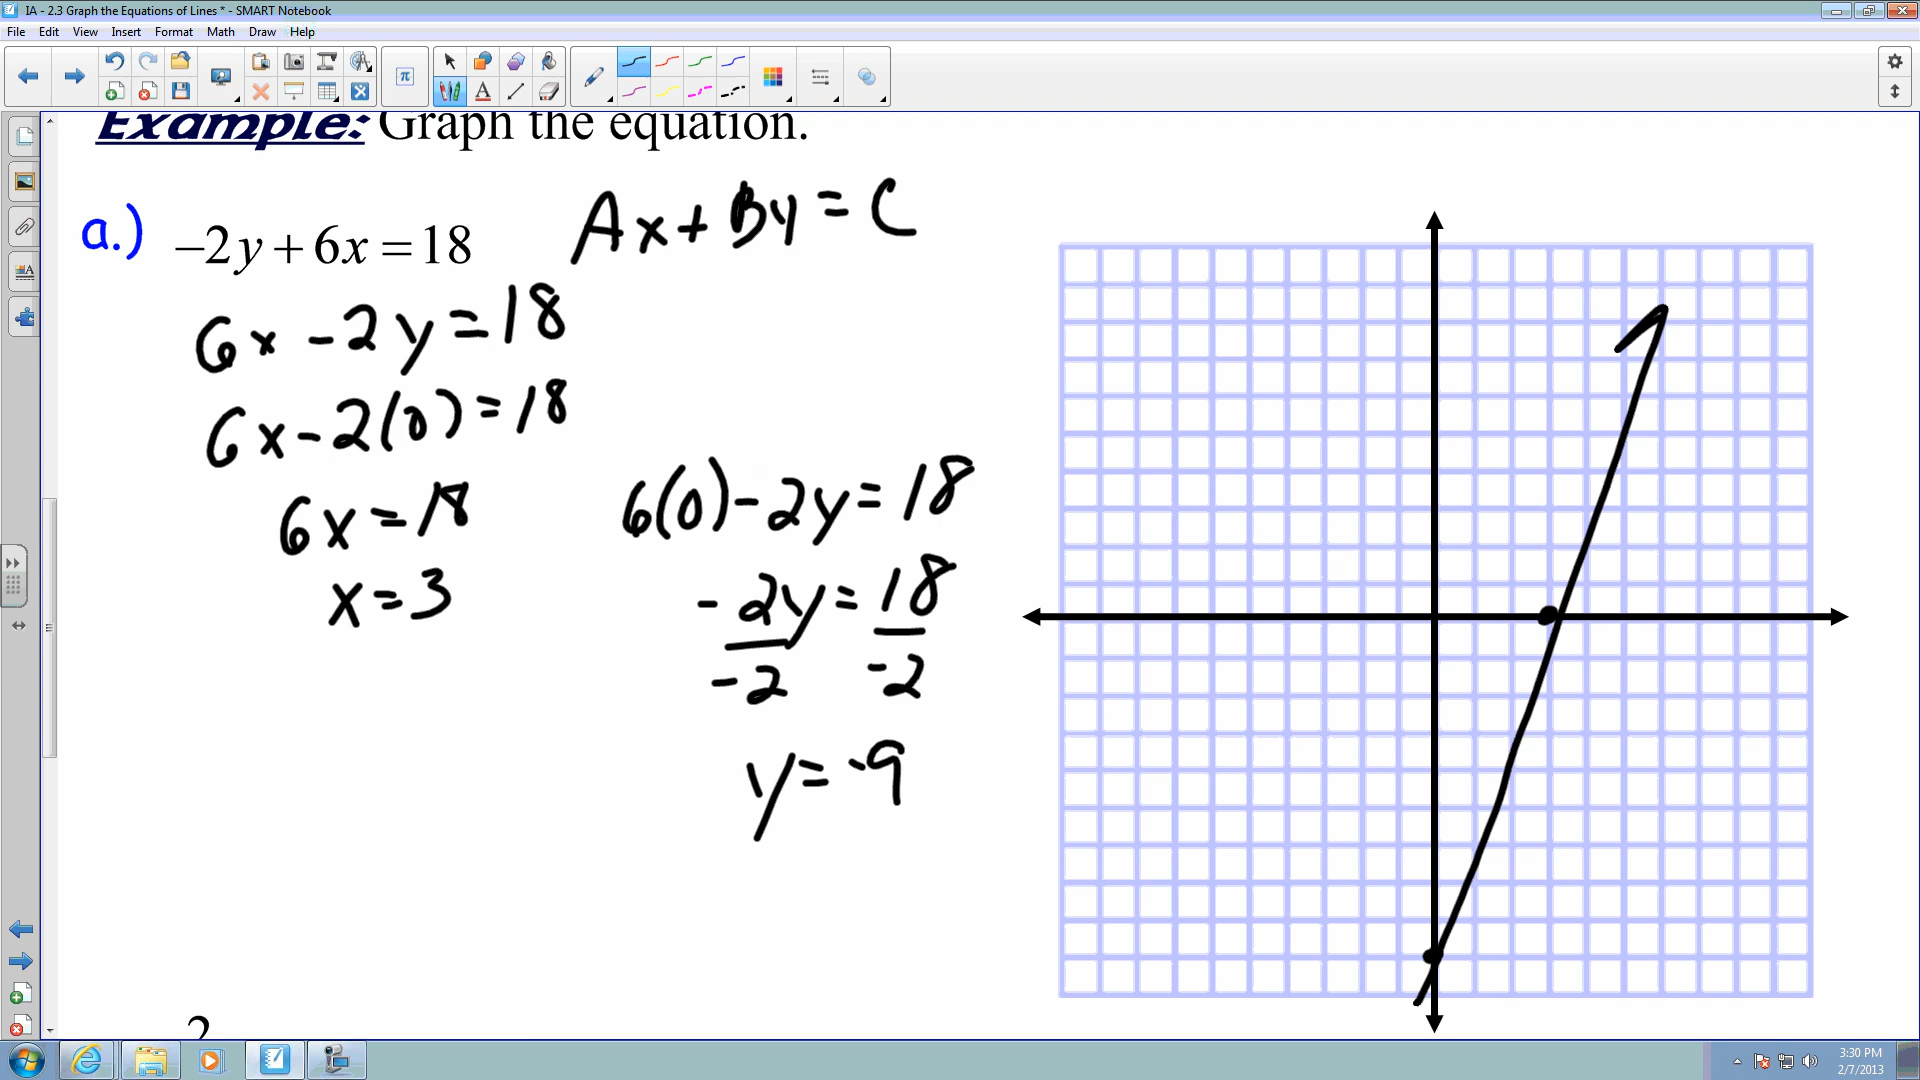 IA - 2.3 Graph the Equations of Lines * - SMART Notebook
File Edit View Insert Format Math Draw Help
Example: Graph the equation.
a.) −2y + 6x = 18
Ax + By = C
6x - 2y = 18
6x - 2(0) = 18
6x = 18
x = 3
6(0) - 2y = 18
-2y = 18
-2 -2
y = -9
2
3:30 PM
2/7/2013